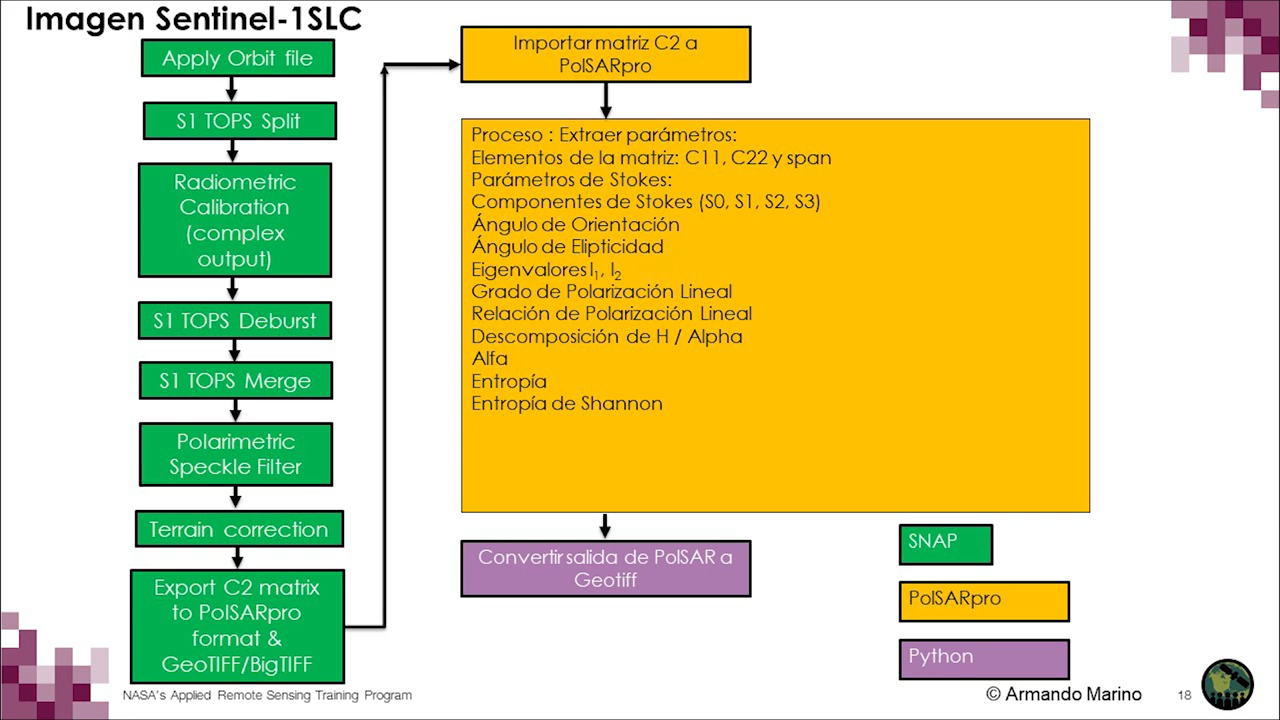 Imagen Sentinel-1SLC
Apply Orbit file
S1 TOPS Split
Radiometric
Calibration
(complex
output)
S1 TOPS Deburst
S1 TOPS Merge
Polarimetric
Speckle Filter
Terrain correction
Export C2 matrix
to PolSARpro
format &
GeoTIFF/BigTIFF
Importar matriz C2 a
PolSARpro
Proceso : Extraer parámetros:
Elementos de la matriz: C11, C22 y span
Parámetros de Stokes:
Componentes de Stokes (S0, S1, S2, S3)
Ángulo de Orientación
Ángulo de Elipticidad
Eigenvalores l₁, l₂
Grado de Polarización Lineal
Relación de Polarización Lineal
Descomposición de H / Alpha
Alfa
Entropía
Entropía de Shannon
Convertir salida de PolSAR a
Geotiff
SNAP
PolSARpro
Python
NASA's Applied Remote Sensing Training Program
© Armando Marino
18